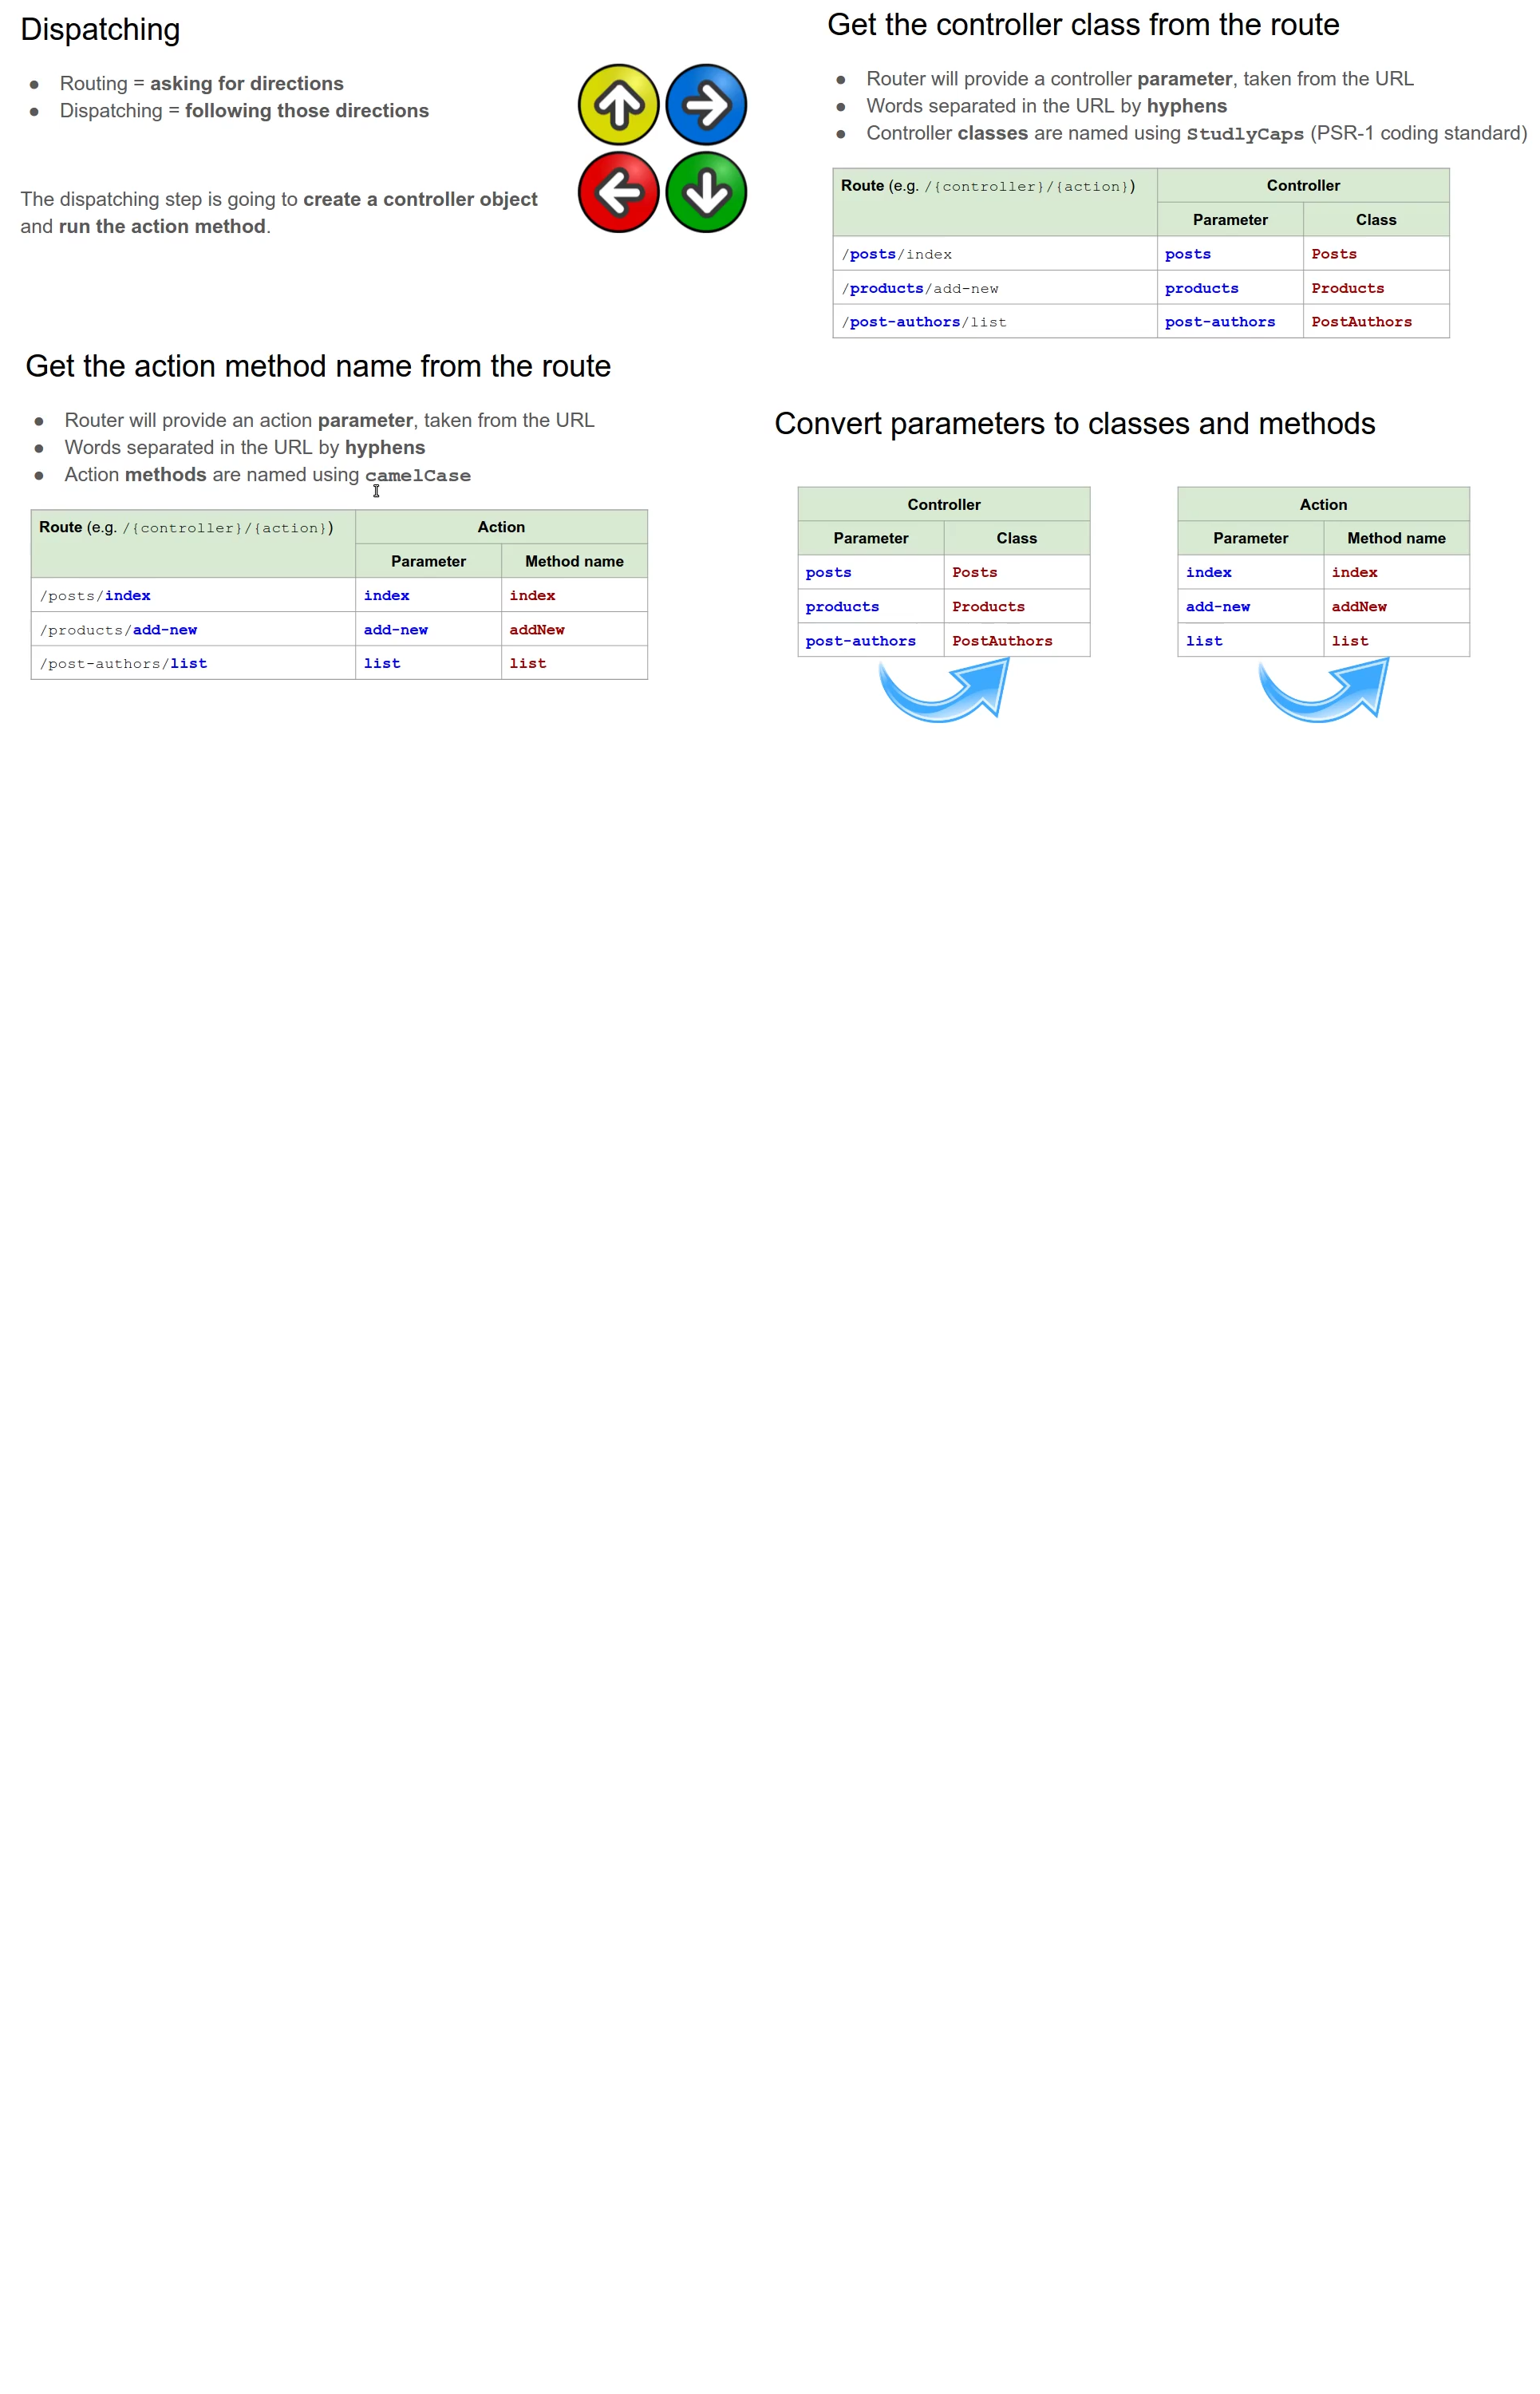 Dispatching
● Routing = asking for directions
● Dispatching = following those directions
The dispatching step is going to create a controller object
and run the action method.
Get the controller class from the route
● Router will provide a controller parameter, taken from the URL
● Words separated in the URL by hyphens
● Controller classes are named using StudlyCaps (PSR-1 coding standard)
Route (e.g. /{controller}/{action}) Controller
Parameter Class
/posts/index posts Posts
/products/add-new products Products
/post-authors/list post-authors PostAuthors
Get the action method name from the route
● Router will provide an action parameter, taken from the URL
● Words separated in the URL by hyphens
● Action methods are named using camelCase
Route (e.g. /{controller}/{action}) Action
Parameter Method name
/posts/index index index
/products/add-new add-new addNew
/post-authors/list list list
Convert parameters to classes and methods
Controller
Parameter Class
posts Posts
products Products
post-authors PostAuthors
Action
Parameter Method name
index index
add-new addNew
list list